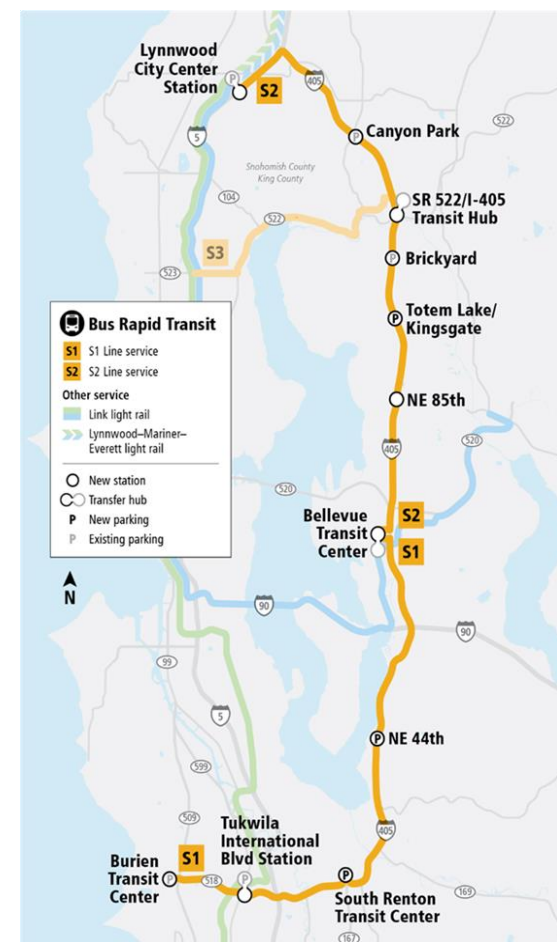 Lynnwood
City Center
Station
P
S2
405
Canyon Park
P
5
522
Snohomish County
King County
104
522
SR 522/I-405
Transit Hub
S3
523
Brickyard
P
Totem Lake/
Kingsgate
P
Bus Rapid Transit
S1 S1 Line service
S2 S2 Line service
Other service
Link light rail
Lynnwood–Mariner–
Everett light rail
New station
Transfer hub
P New parking
P Existing parking
N
NE 85th
405
520
520
Bellevue
Transit
Center
S2
S1
90
90
99
5
NE 44th
P
599
509
405
Tukwila
International
Blvd Station
P
Burien
Transit
Center
S1
P
518
P
South Renton
Transit Center
169
167